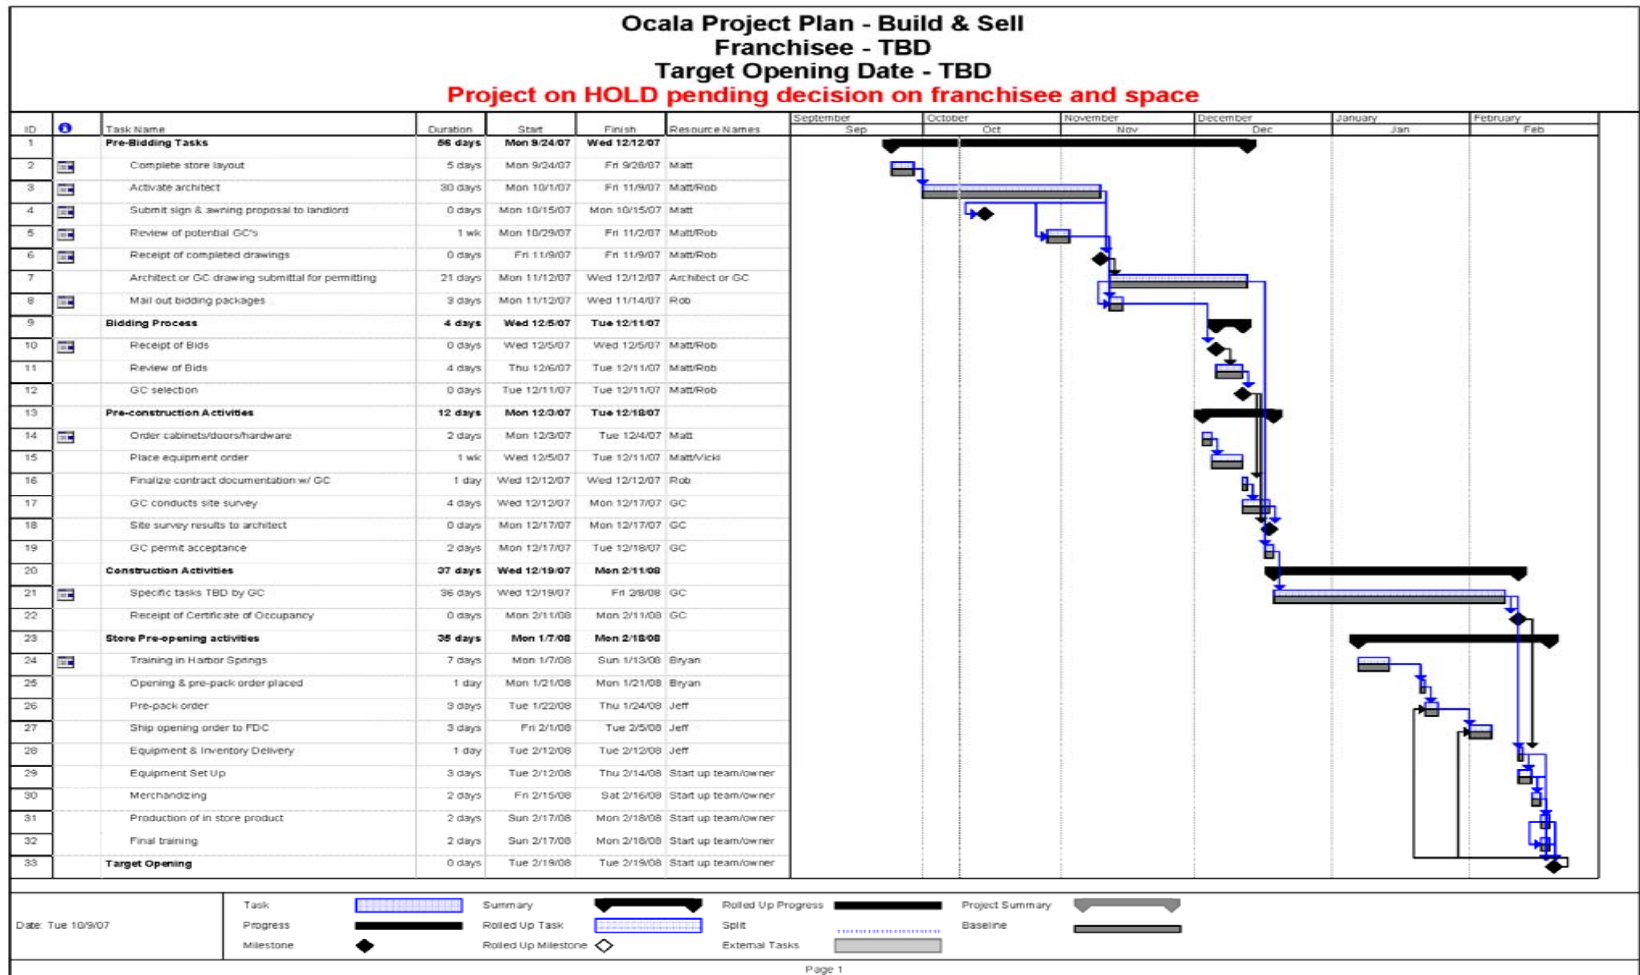 Ocala Project Plan - Build & Sell
Franchisee - TBD
Target Opening Date - TBD
Project on HOLD pending decision on franchisee and space
September October November December January February
ID Task Name Duration Start Finish Resource Names Sep Oct Nov Dec Jan Feb
1 Pre-Bidding Tasks 56 days Mon 9/24/07 Wed 12/12/07
2 Complete store layout 5 days Mon 9/24/07 Fri 9/28/07 Matt
3 Activate architect 30 days Mon 10/1/07 Fri 11/9/07 Matt/Rob
4 Submit sign & awning proposal to landlord 0 days Mon 10/15/07 Mon 10/15/07 Matt
5 Review of potential GC's 1 wk Mon 10/29/07 Fri 11/2/07 Matt/Rob
6 Receipt of completed drawings 0 days Fri 11/9/07 Fri 11/9/07 Matt/Rob
7 Architect or GC drawing submittal for permitting 21 days Mon 11/12/07 Wed 12/12/07 Architect or GC
8 Mail out bidding packages 3 days Mon 11/12/07 Wed 11/14/07 Rob
9 Bidding Process 4 days Wed 12/5/07 Tue 12/11/07
10 Receipt of Bids 0 days Wed 12/5/07 Wed 12/5/07 Matt/Rob
11 Review of Bids 4 days Thu 12/6/07 Tue 12/11/07 Matt/Rob
12 GC selection 0 days Tue 12/11/07 Tue 12/11/07 Matt/Rob
13 Pre-construction Activities 12 days Mon 12/3/07 Tue 12/18/07
14 Order cabinets/doors/hardware 2 days Mon 12/3/07 Tue 12/4/07 Matt
15 Place equipment order 1 wk Wed 12/5/07 Tue 12/11/07 Matt/Vicki
16 Finalize contract documentation w/ GC 1 day Wed 12/12/07 Wed 12/12/07 Rob
17 GC conducts site survey 4 days Wed 12/12/07 Mon 12/17/07 GC
18 Site survey results to architect 0 days Mon 12/17/07 Mon 12/17/07 GC
19 GC permit acceptance 2 days Mon 12/17/07 Tue 12/18/07 GC
20 Construction Activities 37 days Wed 12/19/07 Mon 2/11/08
21 Specific tasks TBD by GC 36 days Wed 12/19/07 Fri 2/8/08 GC
22 Receipt of Certificate of Occupancy 0 days Mon 2/11/08 Mon 2/11/08 GC
23 Store Pre-opening activities 35 days Mon 1/7/08 Mon 2/18/08
24 Training in Harbor Springs 7 days Mon 1/7/08 Sun 1/13/08 Bryan
25 Opening & pre-pack order placed 1 day Mon 1/21/08 Mon 1/21/08 Bryan
26 Pre-pack order 3 days Tue 1/22/08 Thu 1/24/08 Jeff
27 Ship opening order to FDC 3 days Fri 2/1/08 Tue 2/5/08 Jeff
28 Equipment & Inventory Delivery 1 day Tue 2/12/08 Tue 2/12/08 Jeff
29 Equipment Set Up 3 days Tue 2/12/08 Thu 2/14/08 Start up team/owner
30 Merchandizing 2 days Fri 2/15/08 Sat 2/16/08 Start up team/owner
31 Production of in store product 2 days Sun 2/17/08 Mon 2/18/08 Start up team/owner
32 Final training 2 days Sun 2/17/08 Mon 2/18/08 Start up team/owner
33 Target Opening 0 days Tue 2/19/08 Tue 2/19/08 Start up team/owner
Task Summary Rolled Up Progress Project Summary
Date: Tue 10/9/07 Progress Rolled Up Task Split Baseline
Milestone Rolled Up Milestone External Tasks
Page 1